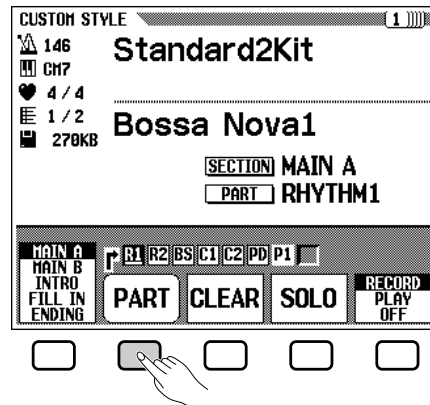 CUSTOM STYLE 1
146
CM7
4/4
1/2
270KB
Standard2Kit
Bossa Nova1
SECTION MAIN A
PART RHYTHM1
MAIN A
MAIN B
INTRO
FILL IN
ENDING
R1 R2 BS C1 C2 PD P1
PART CLEAR SOLO
RECORD
PLAY
OFF